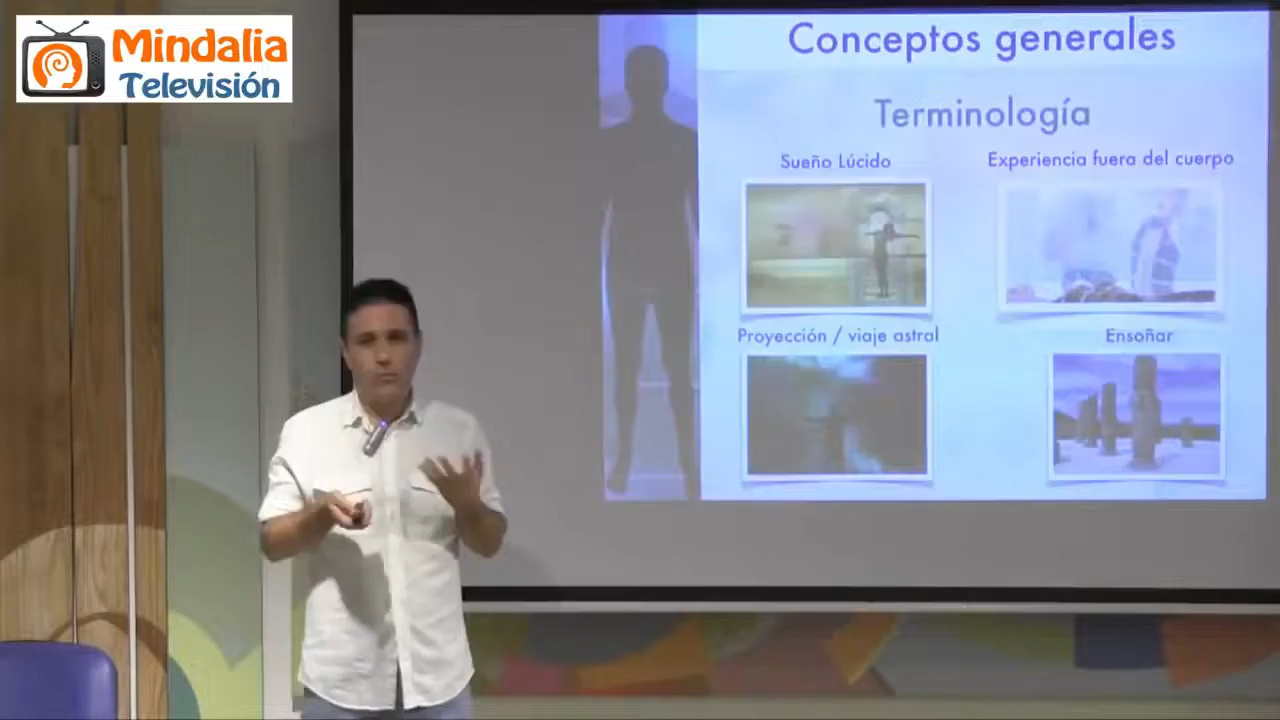 Mindalia
Televisión
Conceptos generales
Terminología
Sueño Lúcido
Experiencia fuera del cuerpo
Proyección / viaje astral
Ensoñar